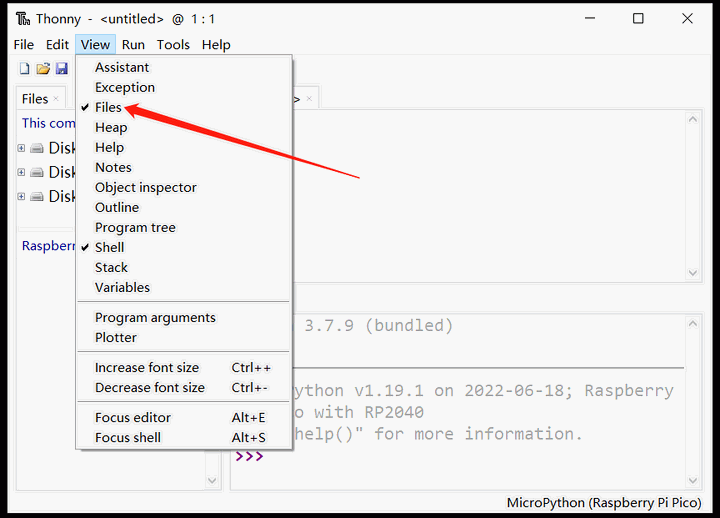 Thonny - <untitled> @ 1 : 1
File Edit View Run Tools Help
Files
This com
Disk
Disk
Disk
Raspberr
Assistant
Exception
Files
Heap
Help
Notes
Object inspector
Outline
Program tree
Shell
Stack
Variables
Program arguments
Plotter
Increase font size Ctrl++
Decrease font size Ctrl+-
Focus editor Alt+E
Focus shell Alt+S
>
3.7.9 (bundled)
ython v1.19.1 on 2022-06-18; Raspberry
o with RP2040
help()" for more information.
>>>
MicroPython (Raspberry Pi Pico)